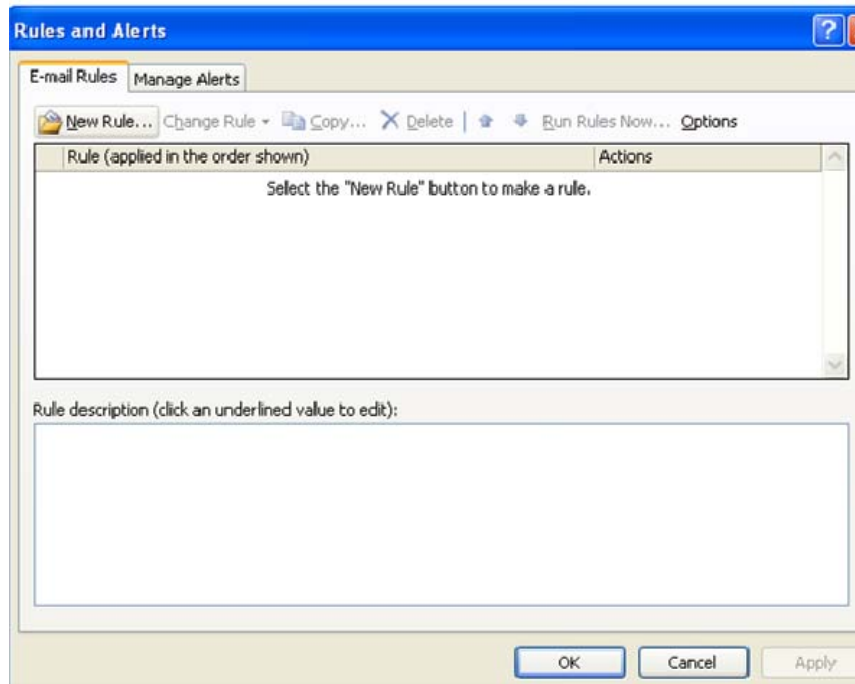 Rules and Alerts
E-mail Rules Manage Alerts
New Rule... Change Rule Copy... Delete Run Rules Now... Options
Rule (applied in the order shown) Actions
Select the "New Rule" button to make a rule.
Rule description (click an underlined value to edit):
OK Cancel Apply